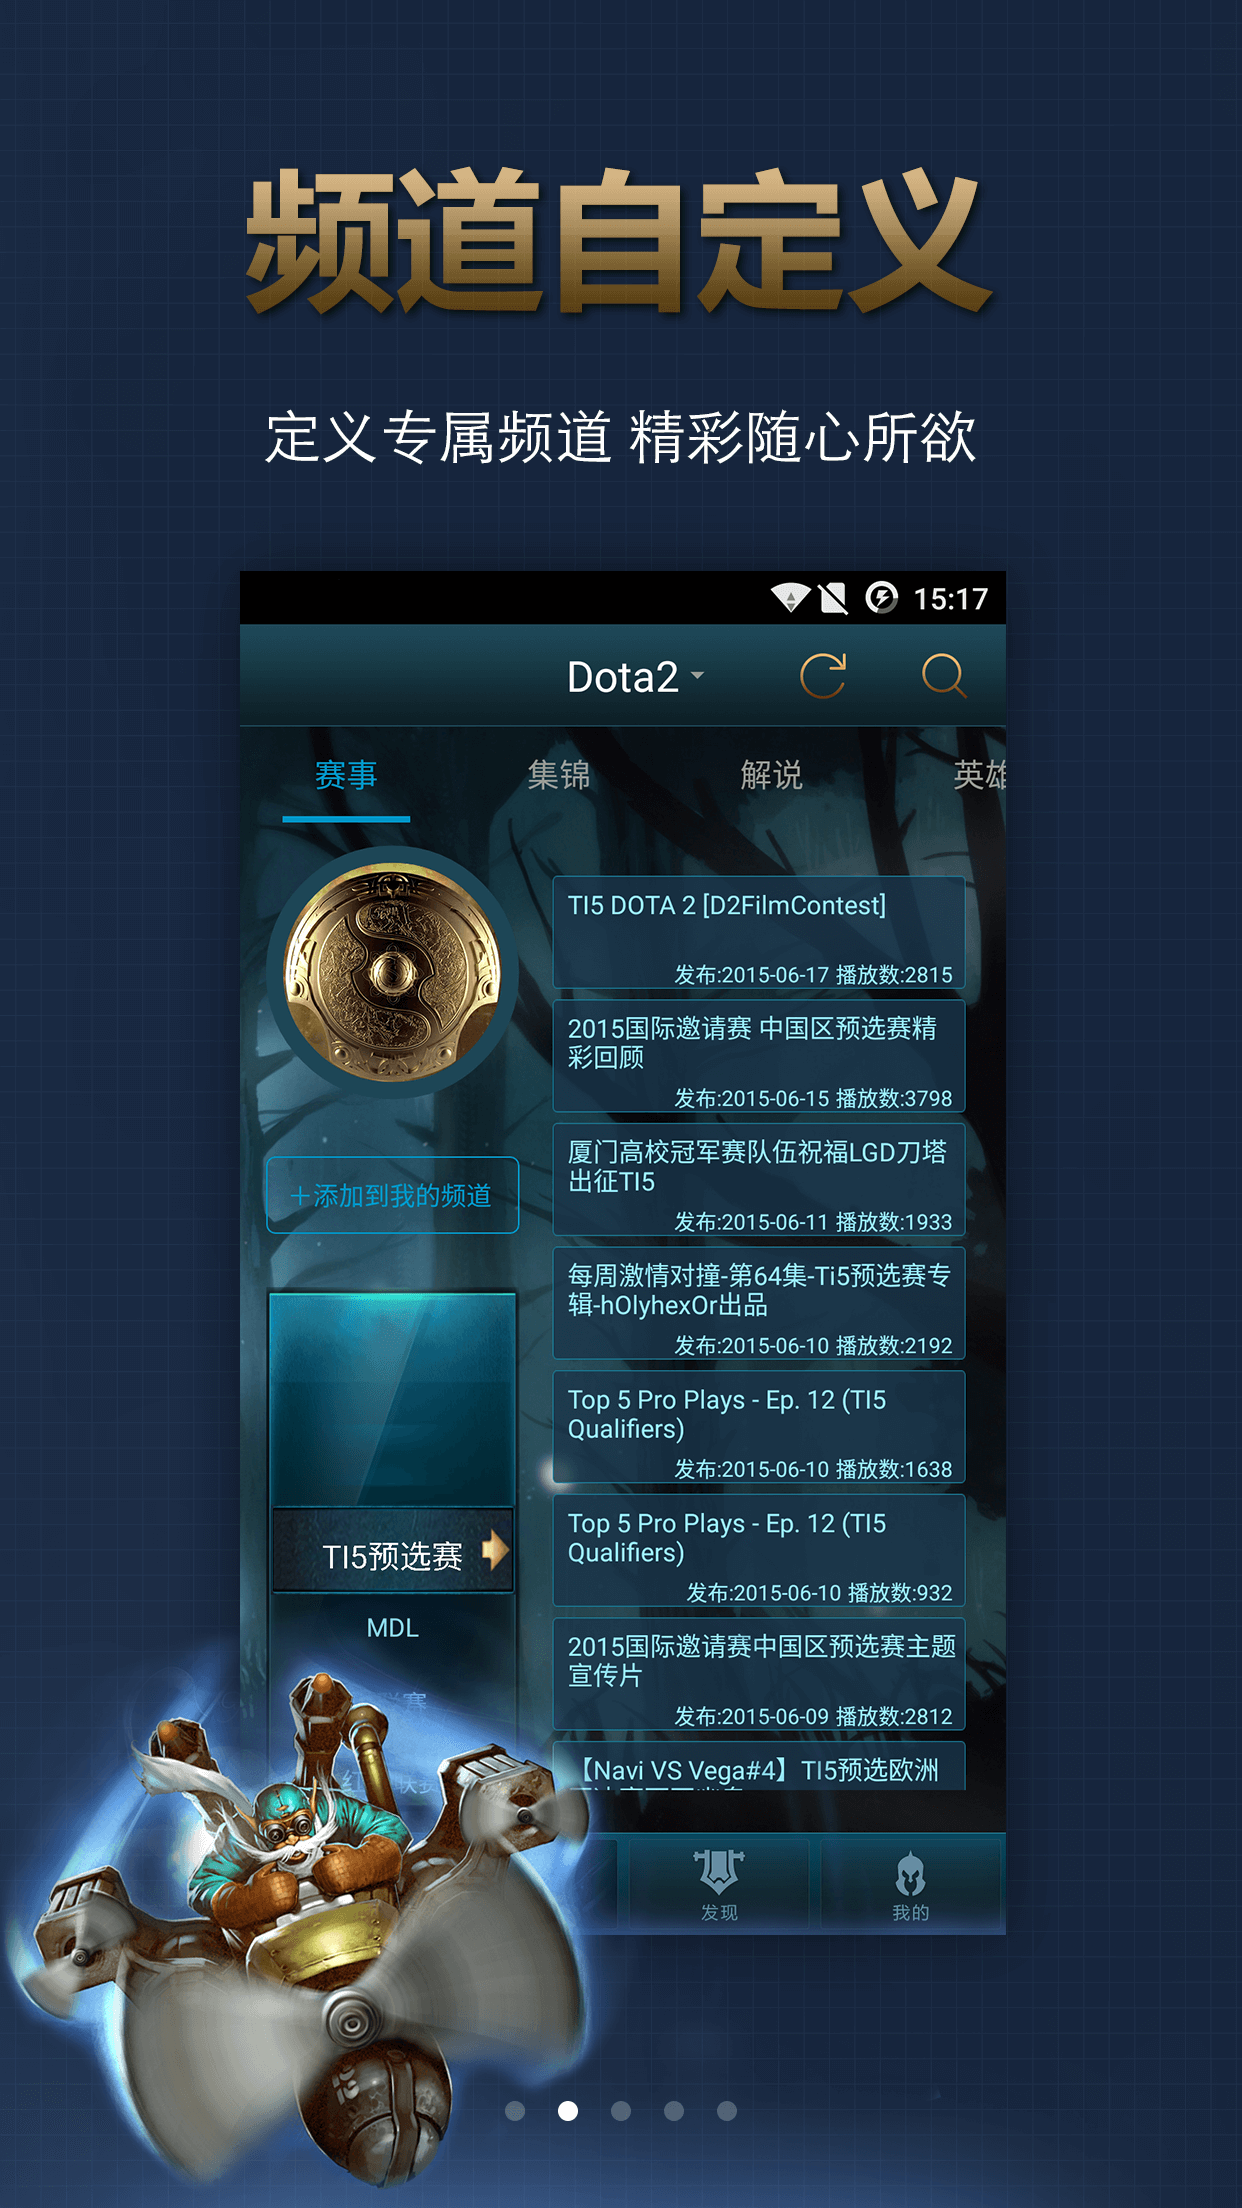 频道自定义
定义专属频道 精彩随心所欲
15:17
Dota2
赛事
集锦
解说
英雄
TI5 DOTA 2 [D2FilmContest]
发布:2015-06-17 播放数:2815
2015国际邀请赛 中国区预选赛精
彩回顾
发布:2015-06-15 播放数:3798
厦门高校冠军赛队伍祝福LGD刀塔
出征TI5
发布:2015-06-11 播放数:1933
每周激情对撞-第64集-Ti5预选赛专
辑-hOlyhexOr出品
发布:2015-06-10 播放数:2192
Top 5 Pro Plays - Ep. 12 (TI5
Qualifiers)
发布:2015-06-10 播放数:1638
Top 5 Pro Plays - Ep. 12 (TI5
Qualifiers)
发布:2015-06-10 播放数:932
2015国际邀请赛中国区预选赛主题
宣传片
发布:2015-06-09 播放数:2812
【Navi VS Vega#4】TI5预选欧洲
＋添加到我的频道
TI5预选赛
MDL
联赛
红
联赛
发现
我的